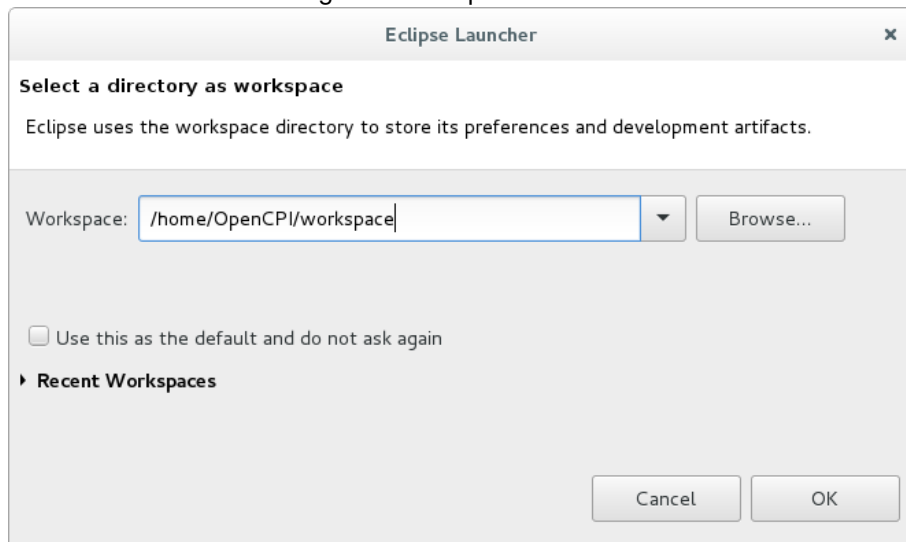 Eclipse Launcher
Select a directory as workspace
Eclipse uses the workspace directory to store its preferences and development artifacts.
Workspace: /home/OpenCPI/workspace Browse...
Use this as the default and do not ask again
Recent Workspaces
Cancel OK